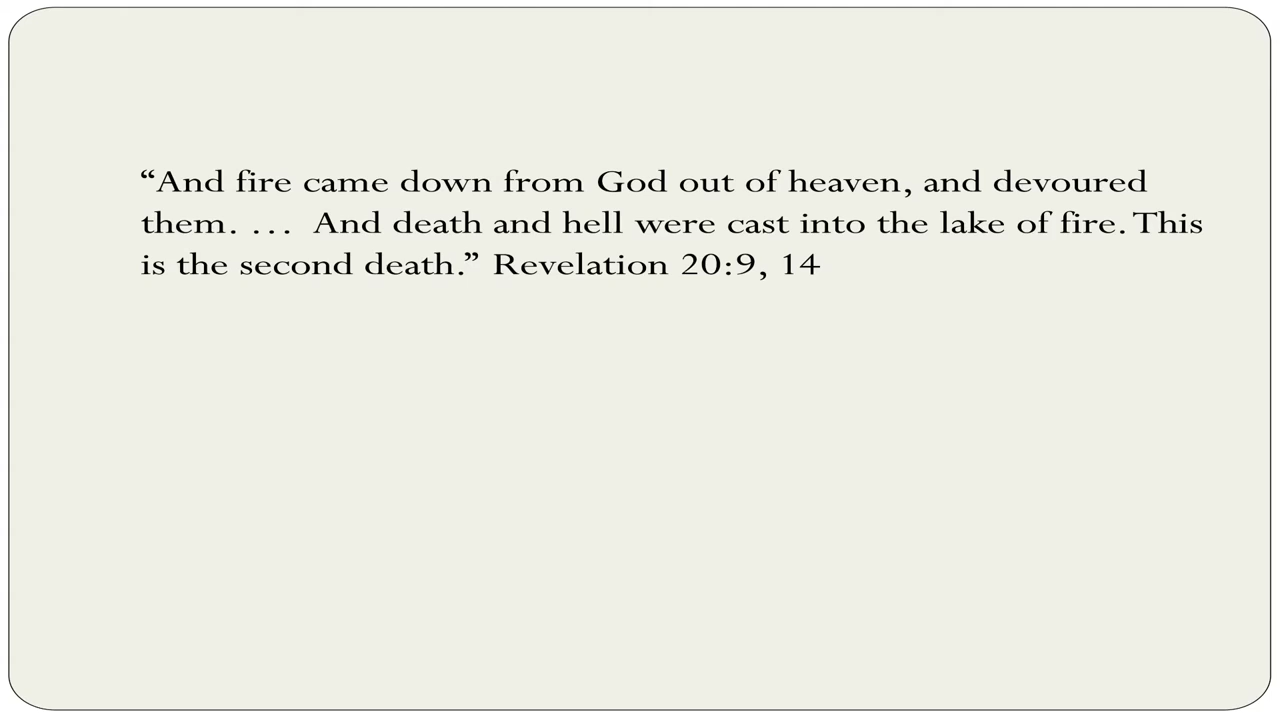 “And fire came down from God out of heaven, and devoured
them. … And death and hell were cast into the lake of fire. This
is the second death.” Revelation 20:9, 14